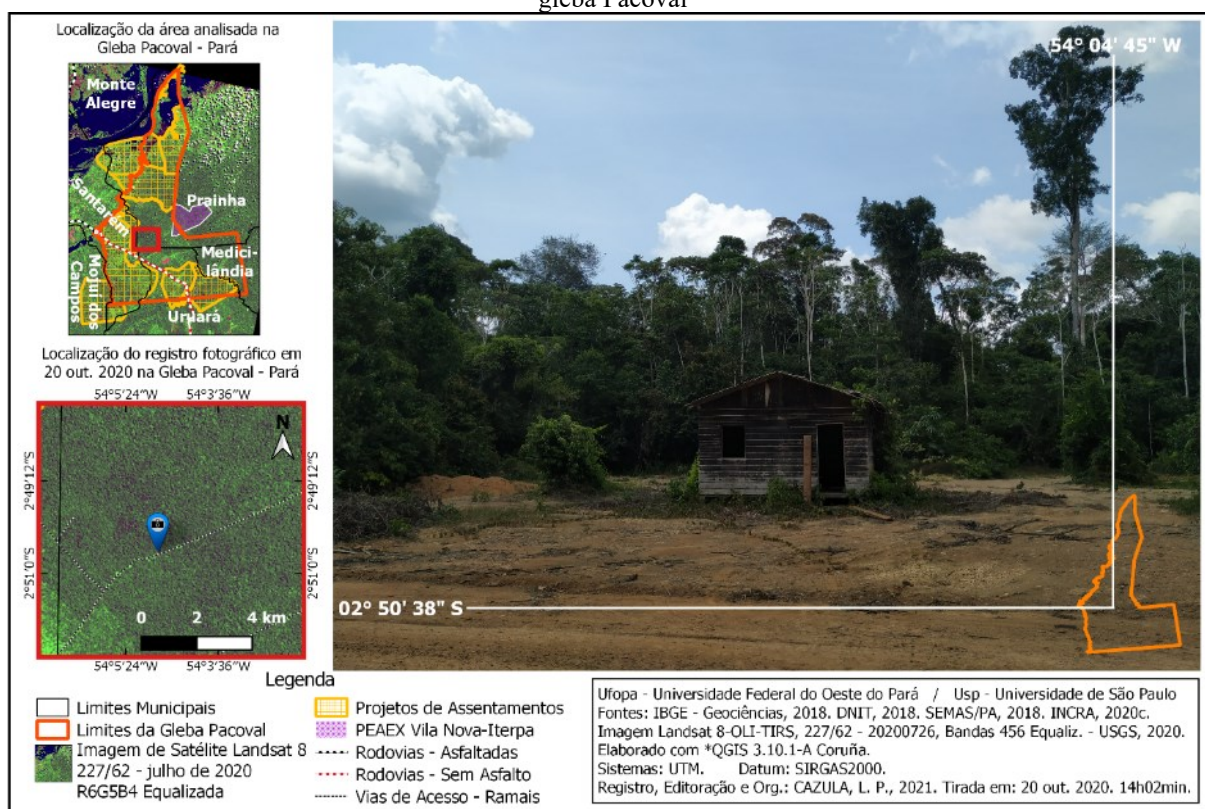 gleba Pacoval
Localização da área analisada na
Gleba Pacoval - Pará
Monte
Alegre
Santarém
Prainha
Medici-
lândia
Mojuí dos
Campos
Uruará
Localização do registro fotográfico em
20 out. 2020 na Gleba Pacoval - Pará
54°5'24"W 54°3'36"W
N
2°49'12"S 2°49'12"S
2°51'0"S 2°51'0"S
0 2 4 km
54°5'24"W 54°3'36"W
54° 04' 45" W
02° 50' 38" S
Legenda
Limites Municipais
Limites da Gleba Pacoval
Imagem de Satélite Landsat 8
227/62 - julho de 2020
R6G5B4 Equalizada
Projetos de Assentamentos
PEAEX Vila Nova-Iterpa
Rodovias - Asfaltadas
Rodovias - Sem Asfalto
Vias de Acesso - Ramais
Ufopa - Universidade Federal do Oeste do Pará / Usp - Universidade de São Paulo
Fontes: IBGE - Geociências, 2018. DNIT, 2018. SEMAS/PA, 2018. INCRA, 2020c.
Imagem Landsat 8-OLI-TIRS, 227/62 - 20200726, Bandas 456 Equaliz. - USGS, 2020.
Elaborado com *QGIS 3.10.1-A Coruña.
Sistemas: UTM. Datum: SIRGAS2000.
Registro, Editoração e Org.: CAZULA, L. P., 2021. Tirada em: 20 out. 2020. 14h02min.